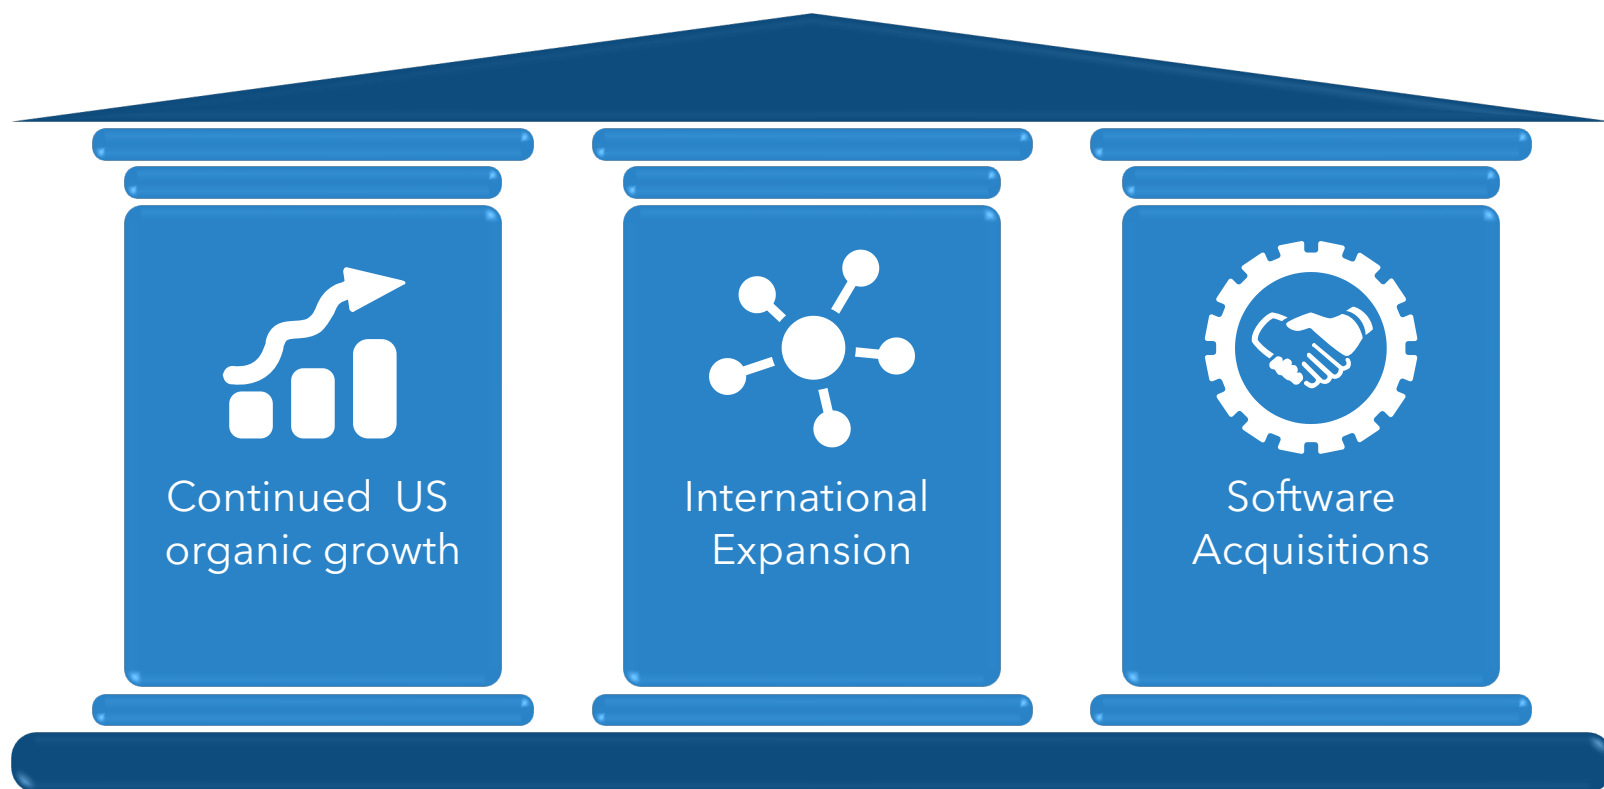 Continued US
organic growth
International
Expansion
Software
Acquisitions